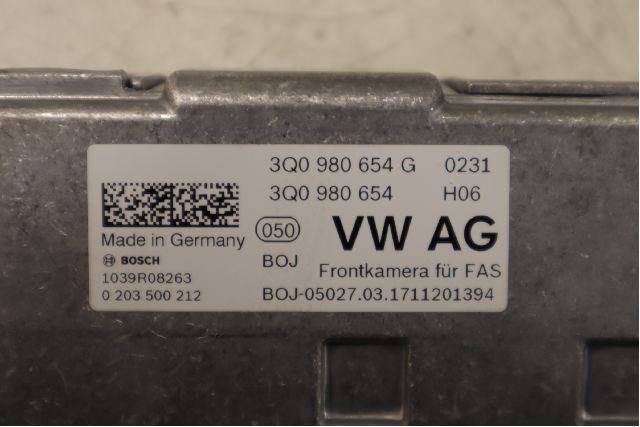 3Q0 980 654 G 0231
3Q0 980 654 H06
Made in Germany 050 VW AG
BOSCH BOJ Frontkamera für FAS
1039R08263
0 203 500 212 BOJ-05027.03.1711201394